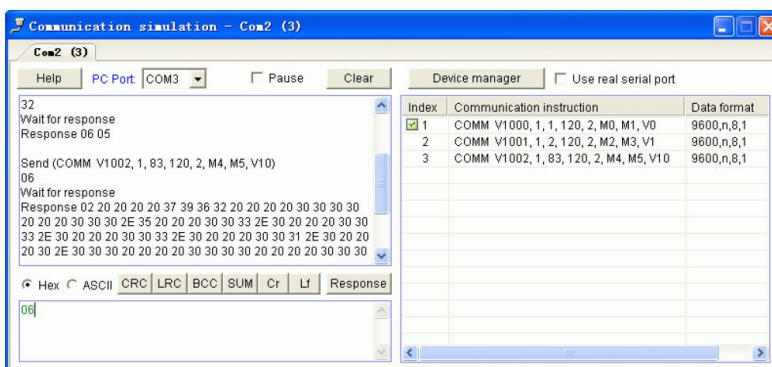 Communication simulation - Com2 (3)
Com2 (3)
Help PC Port: COM3 Pause Clear Device manager Use real serial port
32
Wait for response
Response 06 05
Send (COMM V1002, 1, 83, 120, 2, M4, M5, V10)
06
Wait for response
Response 02 20 20 20 20 37 39 36 32 20 20 20 20 30 30 30 30
20 20 20 30 30 30 2E 35 20 20 20 30 30 33 2E 30 20 20 20 30 30
33 2E 30 20 20 20 30 30 33 2E 30 20 20 20 30 30 31 2E 30 20 20
20 30 2E 30 30 30 20 20 20 20 20 30 20 20 20 20 20 30 30 30
Hex ASCII CRC LRC BCC SUM Cr Lf Response
06
Index Communication instruction Data format
1 COMM V1000, 1, 1, 120, 2, M0, M1, V0 9600,n,8,1
2 COMM V1001, 1, 2, 120, 2, M2, M3, V1 9600,n,8,1
3 COMM V1002, 1, 83, 120, 2, M4, M5, V10 9600,n,8,1